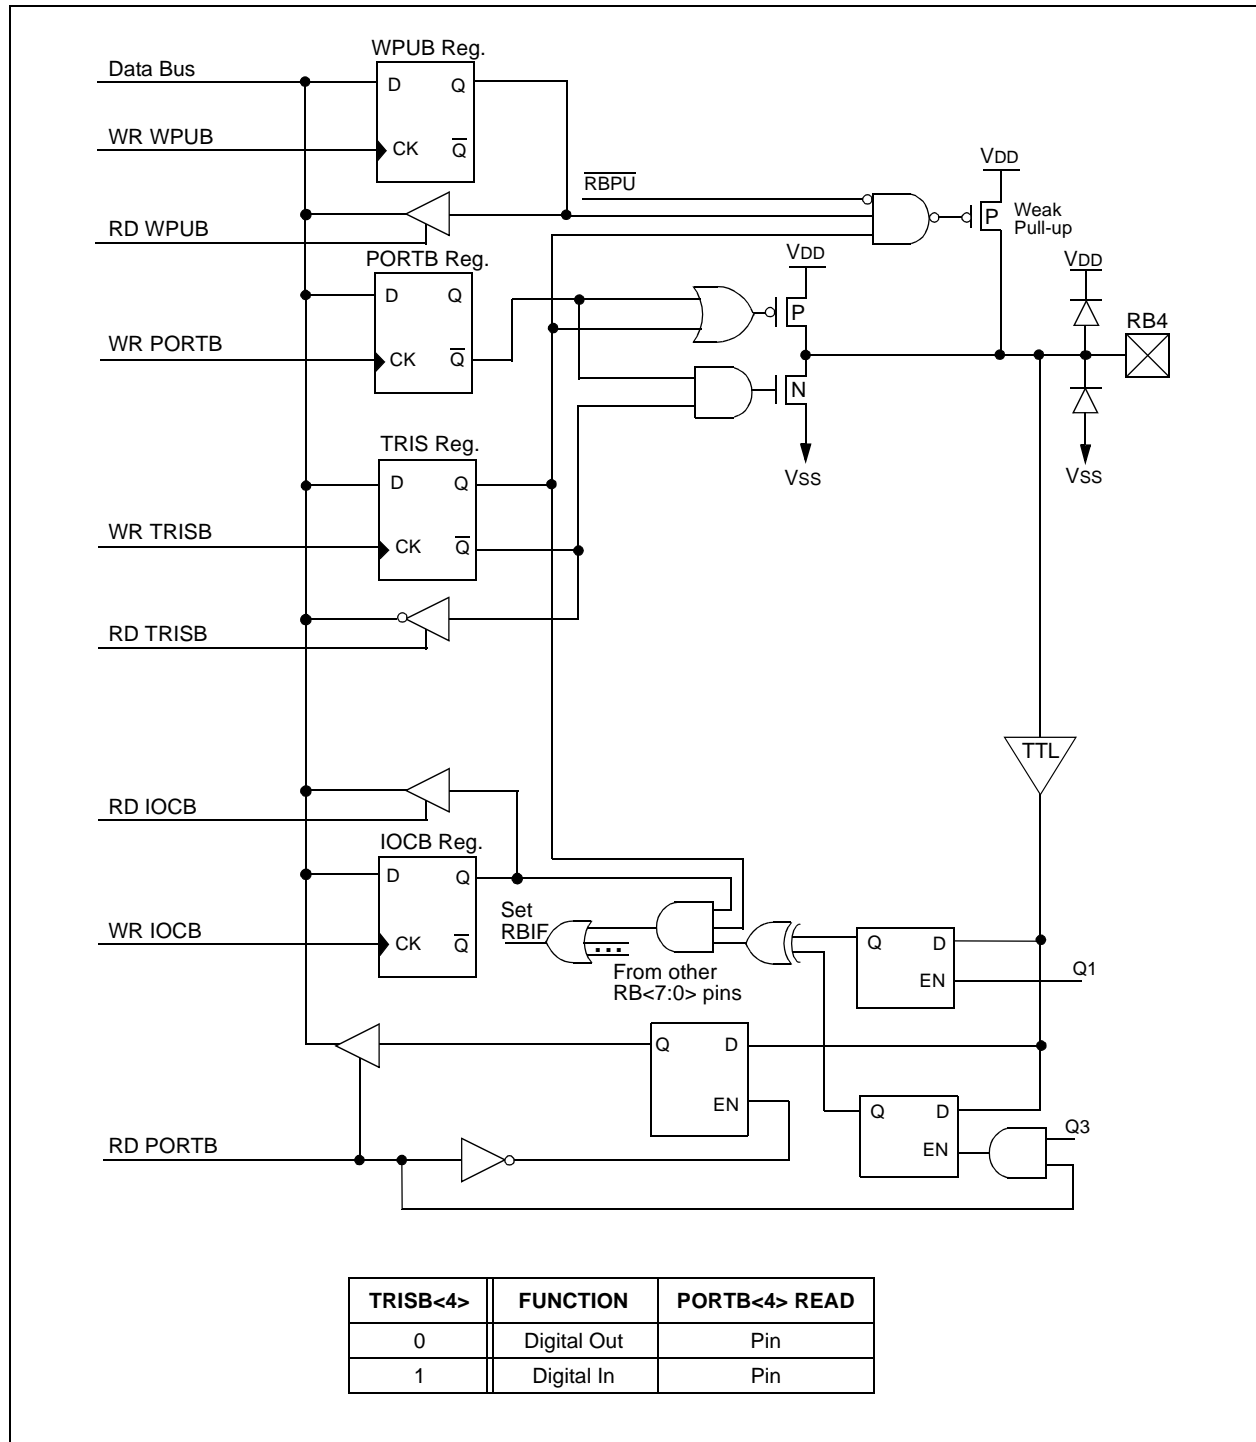 WPUB Reg.
Data Bus
D Q
WR WPUB
CK Q̅
VDD
R̅B̅P̅U̅
P Weak
Pull-up
RD WPUB
PORTB Reg.
VDD
VDD
D Q
P
RB4
WR PORTB
CK Q̅
N
TRIS Reg.
VSS
VSS
D Q
WR TRISB
CK Q̅
RD TRISB
TTL
RD IOCB
IOCB Reg.
D Q
Set
RBIF
WR IOCB
CK Q̅
From other
RB<7:0> pins
Q D
EN
Q1
Q D
EN
Q D
EN
Q3
RD PORTB
TRISB<4> FUNCTION PORTB<4> READ
0 Digital Out Pin
1 Digital In Pin